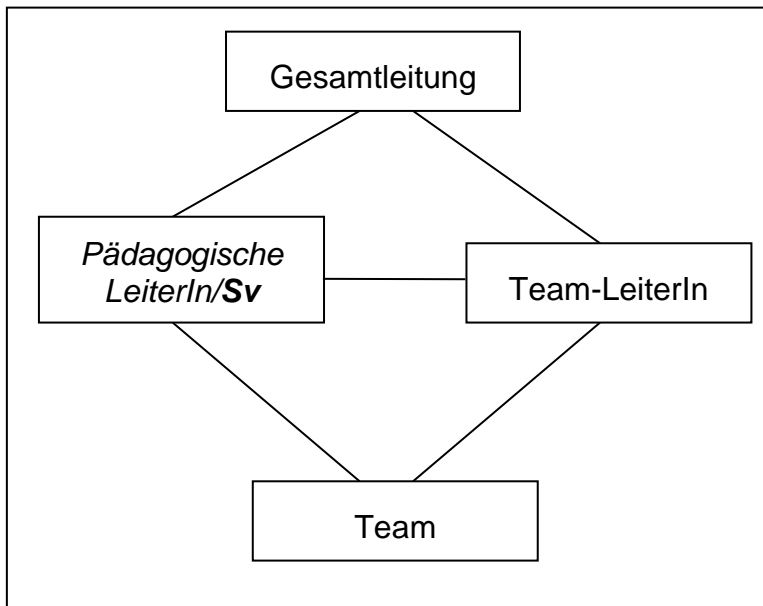 Gesamtleitung
Pädagogische
LeiterIn/Sv
Team-LeiterIn
Team